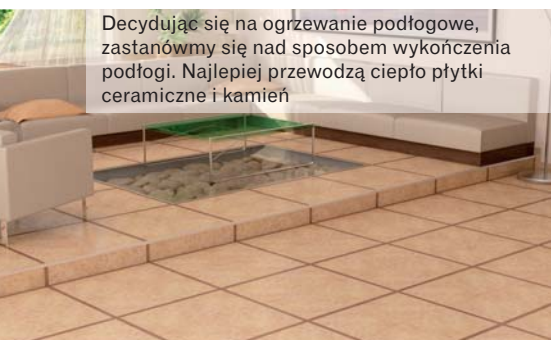 Decydując się na ogrzewanie podłogowe,
zastanówmy się nad sposobem wykończenia
podłogi. Najlepiej przewodzą ciepło płytki
ceramiczne i kamień